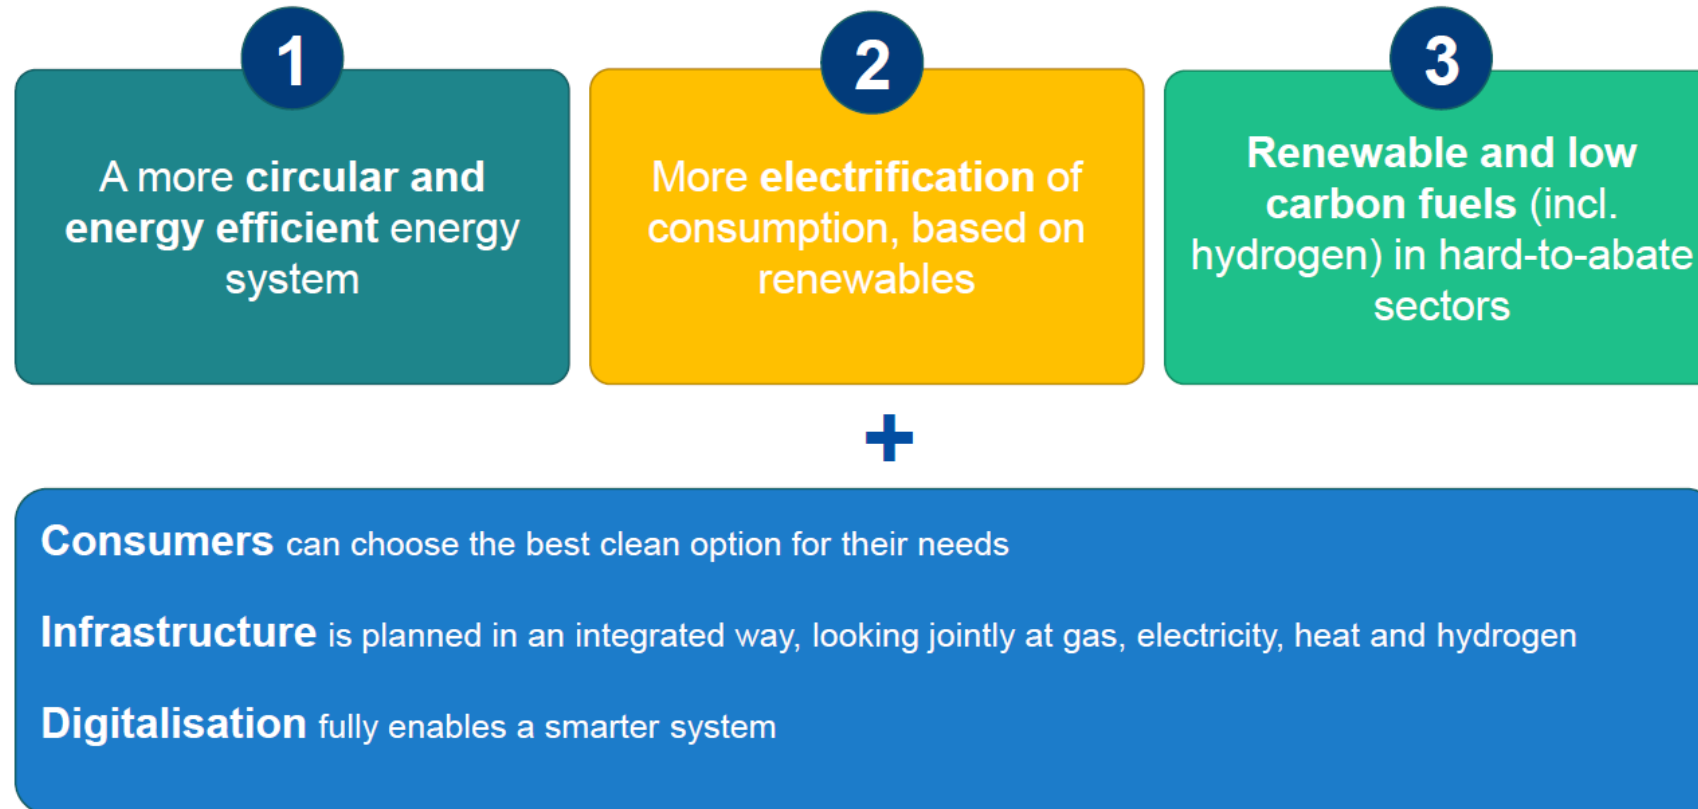 1
A more circular and
energy efficient energy
system
2
More electrification of
consumption, based on
renewables
3
Renewable and low
carbon fuels (incl.
hydrogen) in hard-to-abate
sectors
+
Consumers can choose the best clean option for their needs
Infrastructure is planned in an integrated way, looking jointly at gas, electricity, heat and hydrogen
Digitalisation fully enables a smarter system